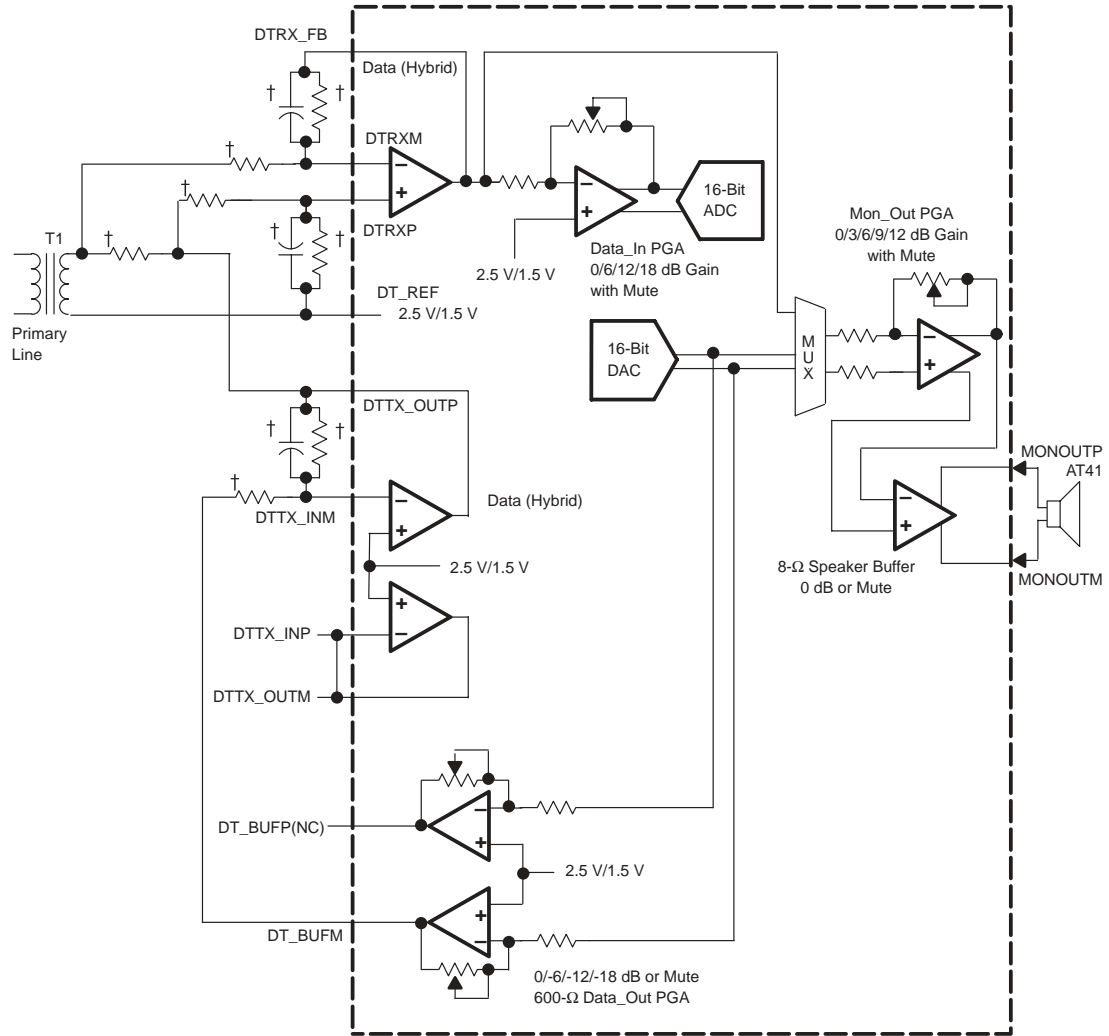 DTRX_FB
Data (Hybrid)
†
†
DTRXM
†
†
16-Bit
ADC
Mon_Out PGA
0/3/6/9/12 dB Gain
with Mute
DTRXP
T1
†
†
†
2.5 V/1.5 V
Data_In PGA
0/6/12/18 dB Gain
with Mute
DT_REF
2.5 V/1.5 V
Primary
Line
16-Bit
DAC
MUX
DTTX_OUTP
†
†
†
DTTX_INM
Data (Hybrid)
MONOUTP
AT41
2.5 V/1.5 V
8-Ω Speaker Buffer
0 dB or Mute
MONOUTM
DTTX_INP
DTTX_OUTM
DT_BUFP(NC)
2.5 V/1.5 V
DT_BUFM
0/-6/-12/-18 dB or Mute
600-Ω Data_Out PGA